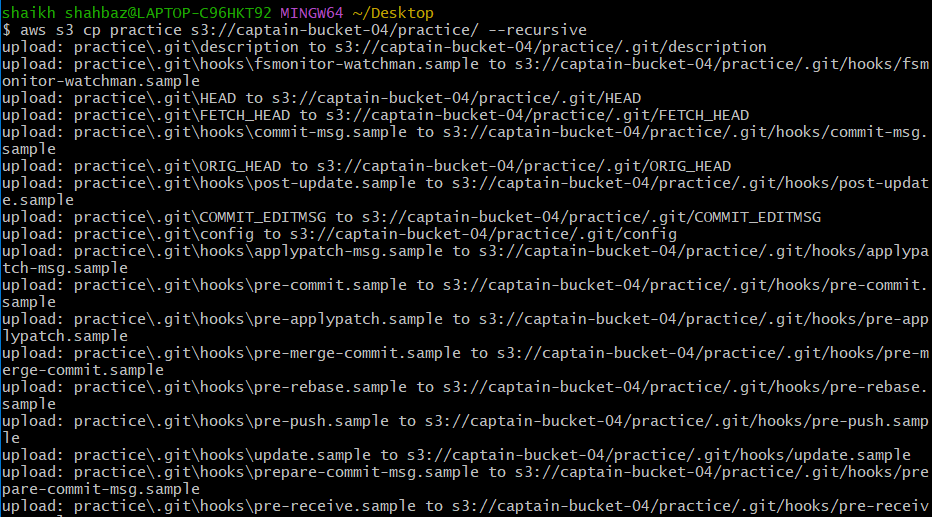 shaikh shahbaz@LAPTOP-C96HKT92 MINGW64 ~/Desktop
$ aws s3 cp practice s3://captain-bucket-04/practice/ --recursive
upload: practice\.git\description to s3://captain-bucket-04/practice/.git/description
upload: practice\.git\hooks\fsmonitor-watchman.sample to s3://captain-bucket-04/practice/.git/hooks/fsm
onitor-watchman.sample
upload: practice\.git\HEAD to s3://captain-bucket-04/practice/.git/HEAD
upload: practice\.git\FETCH_HEAD to s3://captain-bucket-04/practice/.git/FETCH_HEAD
upload: practice\.git\hooks\commit-msg.sample to s3://captain-bucket-04/practice/.git/hooks/commit-msg.
sample
upload: practice\.git\ORIG_HEAD to s3://captain-bucket-04/practice/.git/ORIG_HEAD
upload: practice\.git\hooks\post-update.sample to s3://captain-bucket-04/practice/.git/hooks/post-updat
e.sample
upload: practice\.git\COMMIT_EDITMSG to s3://captain-bucket-04/practice/.git/COMMIT_EDITMSG
upload: practice\.git\config to s3://captain-bucket-04/practice/.git/config
upload: practice\.git\hooks\applypatch-msg.sample to s3://captain-bucket-04/practice/.git/hooks/applypa
tch-msg.sample
upload: practice\.git\hooks\pre-commit.sample to s3://captain-bucket-04/practice/.git/hooks/pre-commit.
sample
upload: practice\.git\hooks\pre-applypatch.sample to s3://captain-bucket-04/practice/.git/hooks/pre-app
lypatch.sample
upload: practice\.git\hooks\pre-merge-commit.sample to s3://captain-bucket-04/practice/.git/hooks/pre-m
erge-commit.sample
upload: practice\.git\hooks\pre-rebase.sample to s3://captain-bucket-04/practice/.git/hooks/pre-rebase.
sample
upload: practice\.git\hooks\pre-push.sample to s3://captain-bucket-04/practice/.git/hooks/pre-push.samp
le
upload: practice\.git\hooks\update.sample to s3://captain-bucket-04/practice/.git/hooks/update.sample
upload: practice\.git\hooks\prepare-commit-msg.sample to s3://captain-bucket-04/practice/.git/hooks/pre
pare-commit-msg.sample
upload: practice\.git\hooks\pre-receive.sample to s3://captain-bucket-04/practice/.git/hooks/pre-receiv